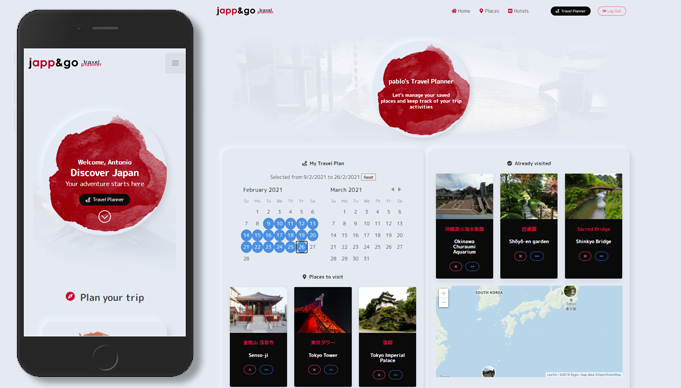 japp&go travel planner
Welcome, Antonio
Discover Japan
Your adventure starts here
Travel Planner
Plan your trip
japp&go travel planner
Home
Places
Hotels
Travel Planner
Log Out
pablo's Travel Planner
Let's manage your saved
places and keep track of your trip
activities
My Travel Plan
Selected from 9/2/2021 to 26/2/2021 Reset
February 2021
March 2021
Su Mo Tu We Th Fr Sa
Su Mo Tu We Th Fr Sa
1 2 3 4 5 6
1 2 3 4 5 6
7 8 9 10 11 12 13
7 8 9 10 11 12 13
14 15 16 17 18 19 20
14 15 16 17 18 19 20
21 22 23 24 25 26 27
21 22 23 24 25 26 27
28
28 29 30 31
Places to visit
金龍山 浅草寺
Senso-ji
東京タワー
Tokyo Tower
皇居
Tokyo Imperial
Palace
Already visited
沖縄美ら海水族館
Okinawa
Churaumi
Aquarium
Shōyō-en garden
Sacred Bridge
Shinkyo Bridge
SOUTH KOREA
Tokyo
Leaflet
OpenStreetMap